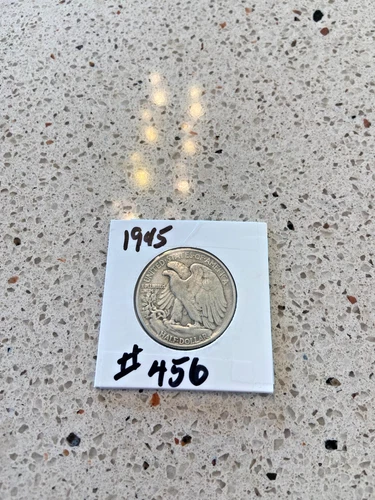 1945
UNITED STATES OF AMERICA
HALF DOLLAR
# 456